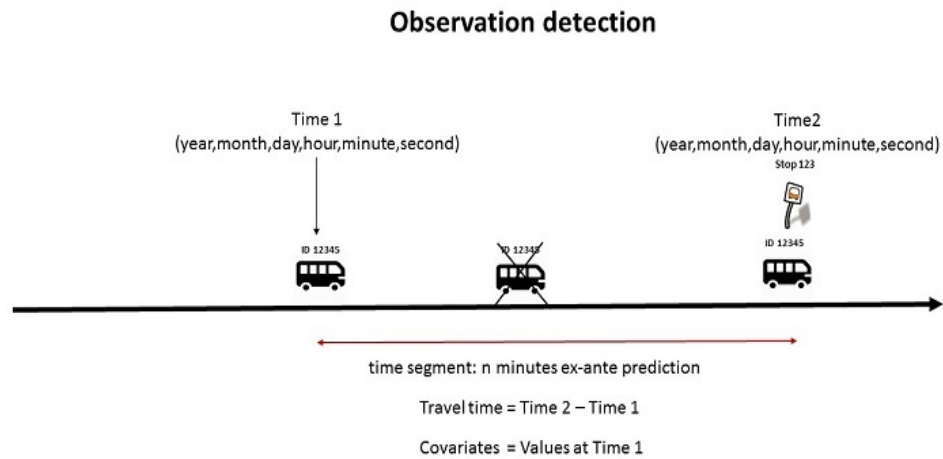 Observation detection
Time 1
(year,month,day,hour,minute,second)
Time2
(year,month,day,hour,minute,second)
Stop 123
ID 12345
ID 12345
ID 12345
time segment: n minutes ex-ante prediction
Travel time = Time 2 – Time 1
Covariates = Values at Time 1